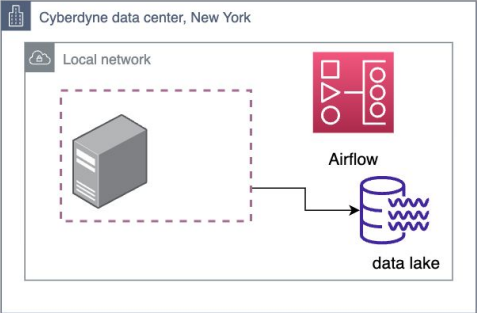 Cyberdyne data center, New York
Local network
Airflow
data lake